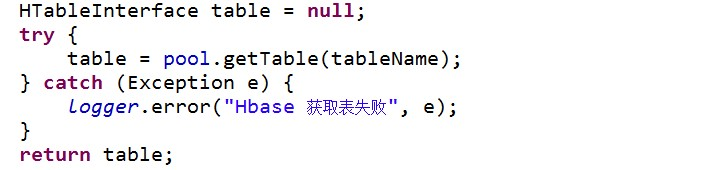 HTableInterface table = null;
try {
    table = pool.getTable(tableName);
} catch (Exception e) {
    logger.error("Hbase 获取表失败", e);
}
return table;